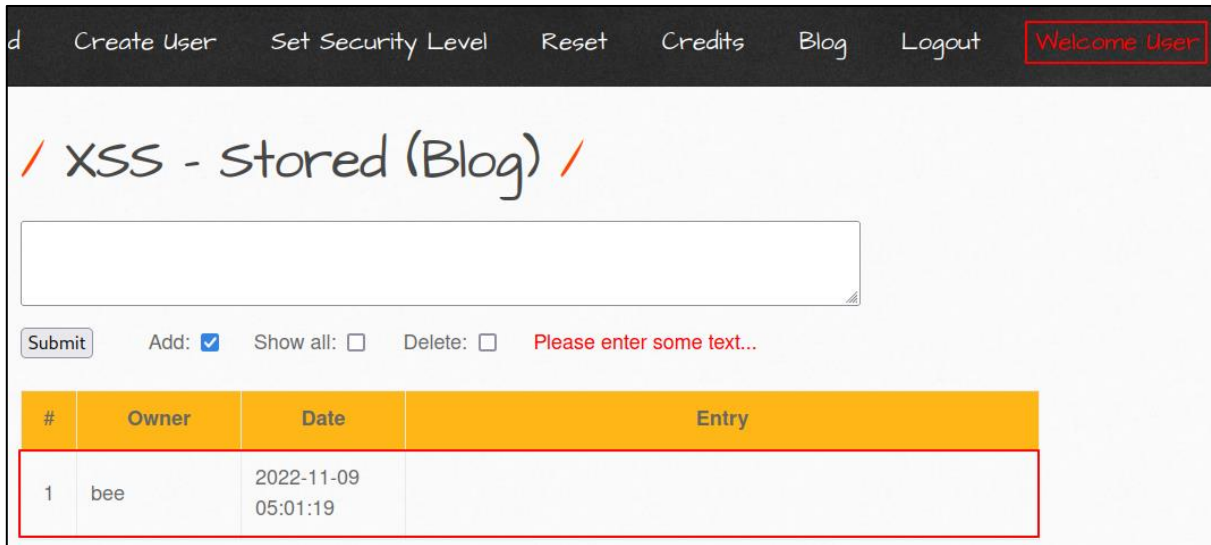 d Create User Set Security Level Reset Credits Blog Logout Welcome User
/ XSS - Stored (Blog) /
Submit Add: Show all: Delete: Please enter some text...
# Owner Date Entry
1 bee 2022-11-09
05:01:19